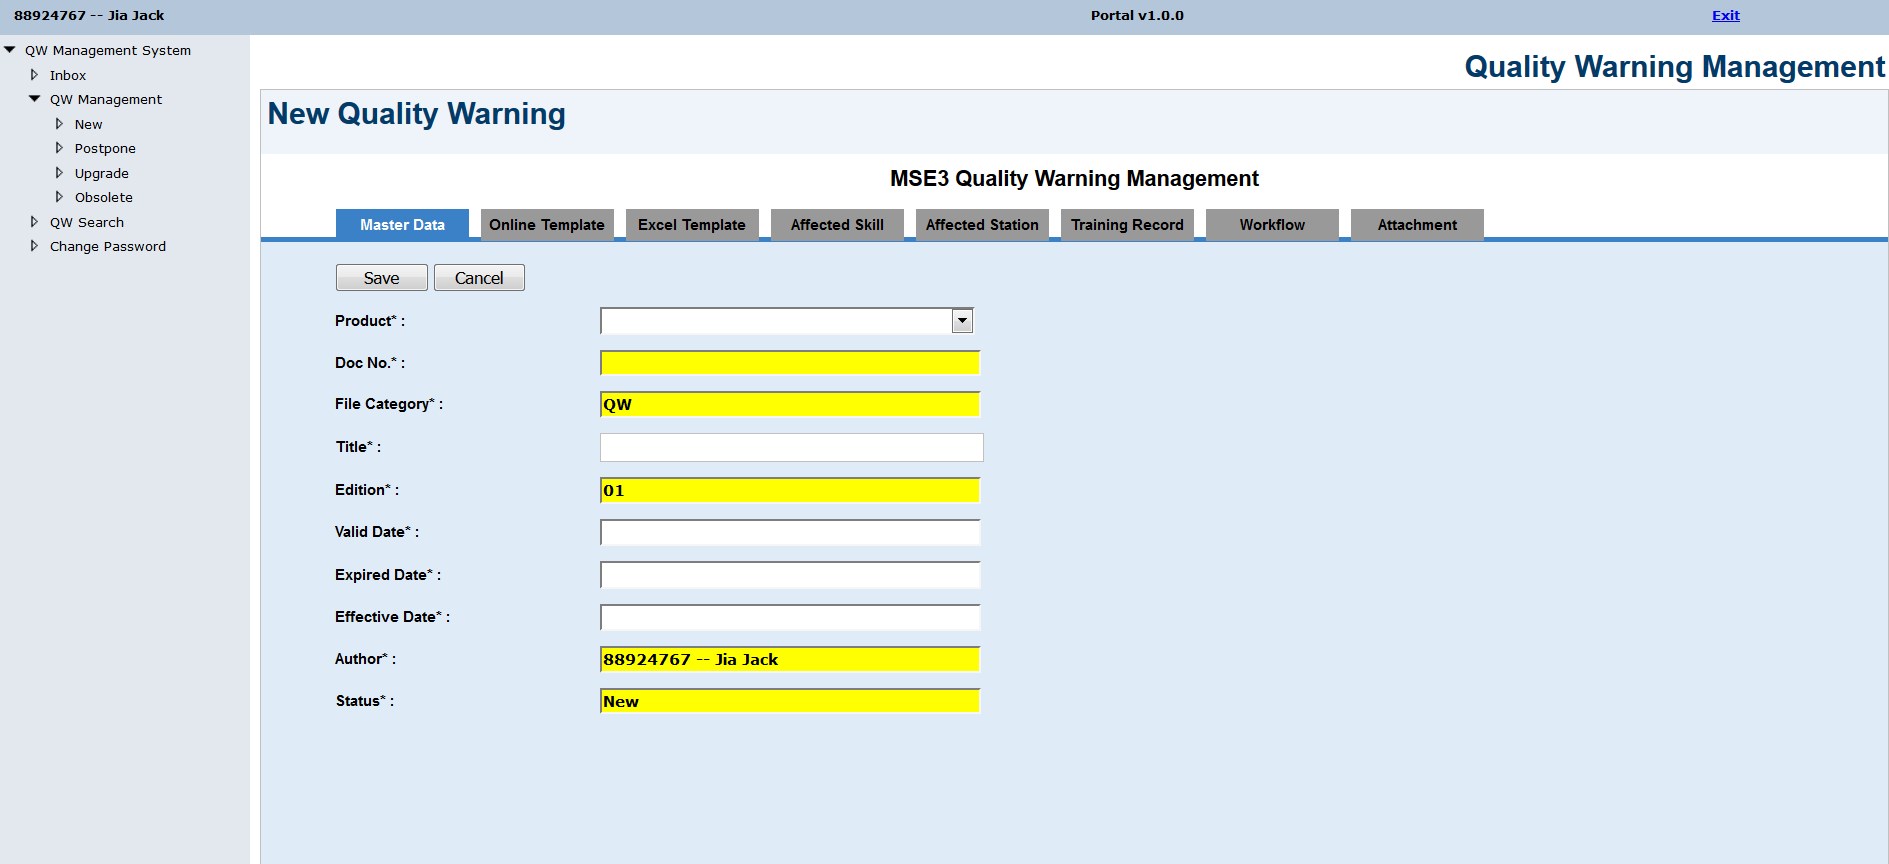 88924767 -- Jia Jack
Portal v1.0.0
Exit
QW Management System
Inbox
QW Management
New
Postpone
Upgrade
Obsolete
QW Search
Change Password
Quality Warning Management
New Quality Warning
MSE3 Quality Warning Management
Master Data
Online Template
Excel Template
Affected Skill
Affected Station
Training Record
Workflow
Attachment
Save
Cancel
Product* :
Doc No.* :
File Category* :
QW
Title* :
Edition* :
01
Valid Date* :
Expired Date* :
Effective Date* :
Author* :
88924767 -- Jia Jack
Status* :
New